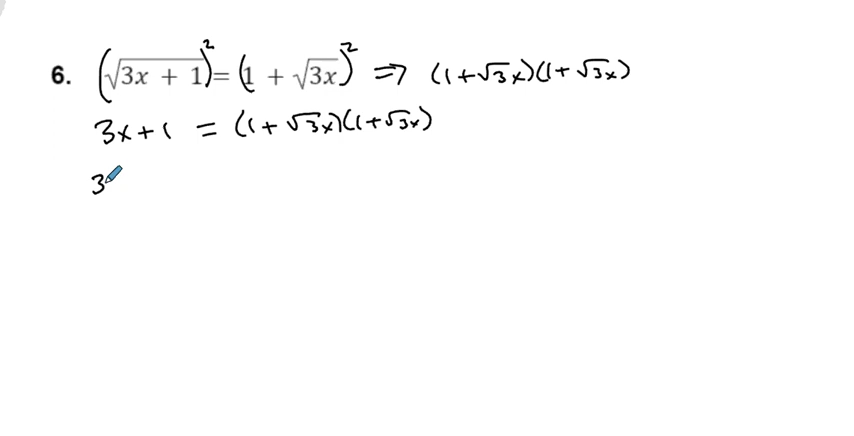 6. (√3x + 1)² = (1 + √3x)² ⇒ (1+√3x)(1+√3x)
3x+1 = (1+√3x)(1+√3x)
3